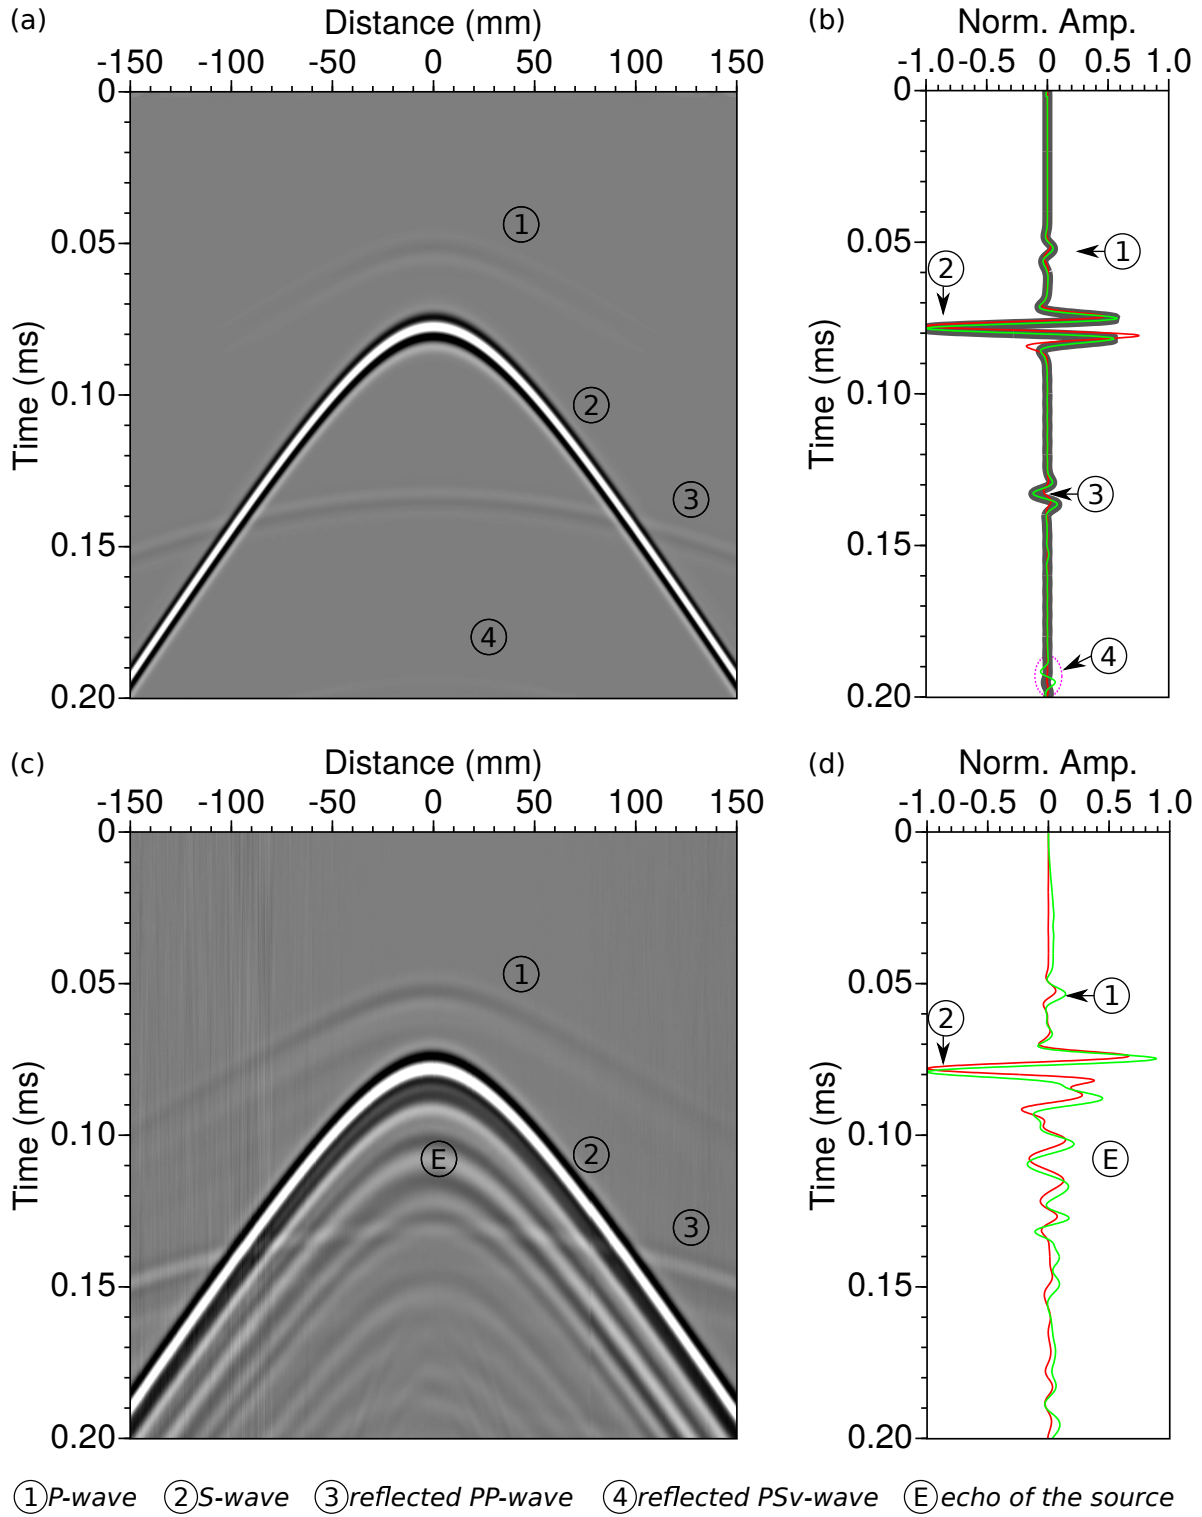 (a) Distance (mm) (b) Norm. Amp.
-150 -100 -50 0 50 100 150 -1.0 -0.5 0 0.5 1.0
0 0
1 1
0.05 0.05
2
Time (ms) Time (ms)
0.10 0.10
2
3 3
0.15 0.15
4 4
0.20 0.20
(c) Distance (mm) (d) Norm. Amp.
-150 -100 -50 0 50 100 150 -1.0 -0.5 0 0.5 1.0
0 0
1 1
0.05 0.05
2
Time (ms) Time (ms)
0.10 0.10
E 2 E
3
0.15 0.15
0.20 0.20
1 P-wave 2 S-wave 3 reflected PP-wave 4 reflected PSv-wave E echo of the source